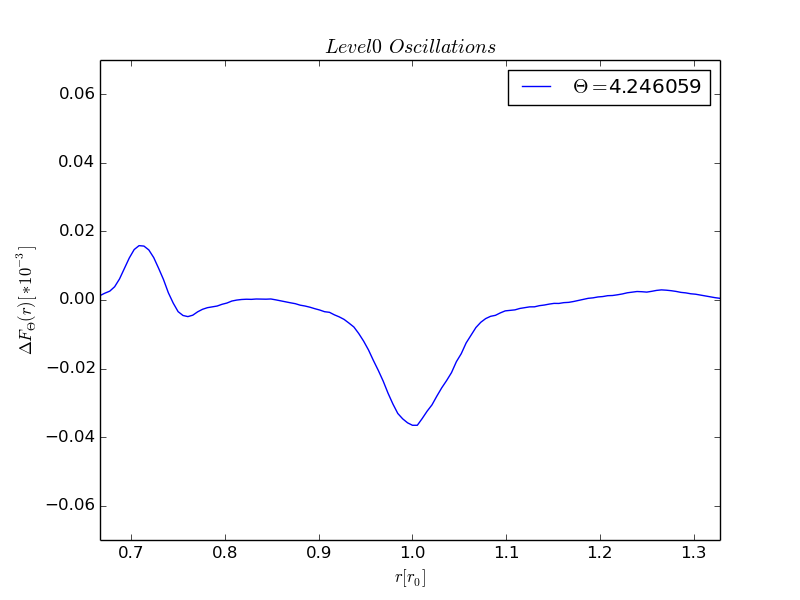 Level0 Oscillations
Θ=4.246059
0.06
0.04
0.02
0.00
−0.02
−0.04
−0.06
ΔF_Θ(r)[*10^{-3}]
0.7 0.8 0.9 1.0 1.1 1.2 1.3
r[r_0]